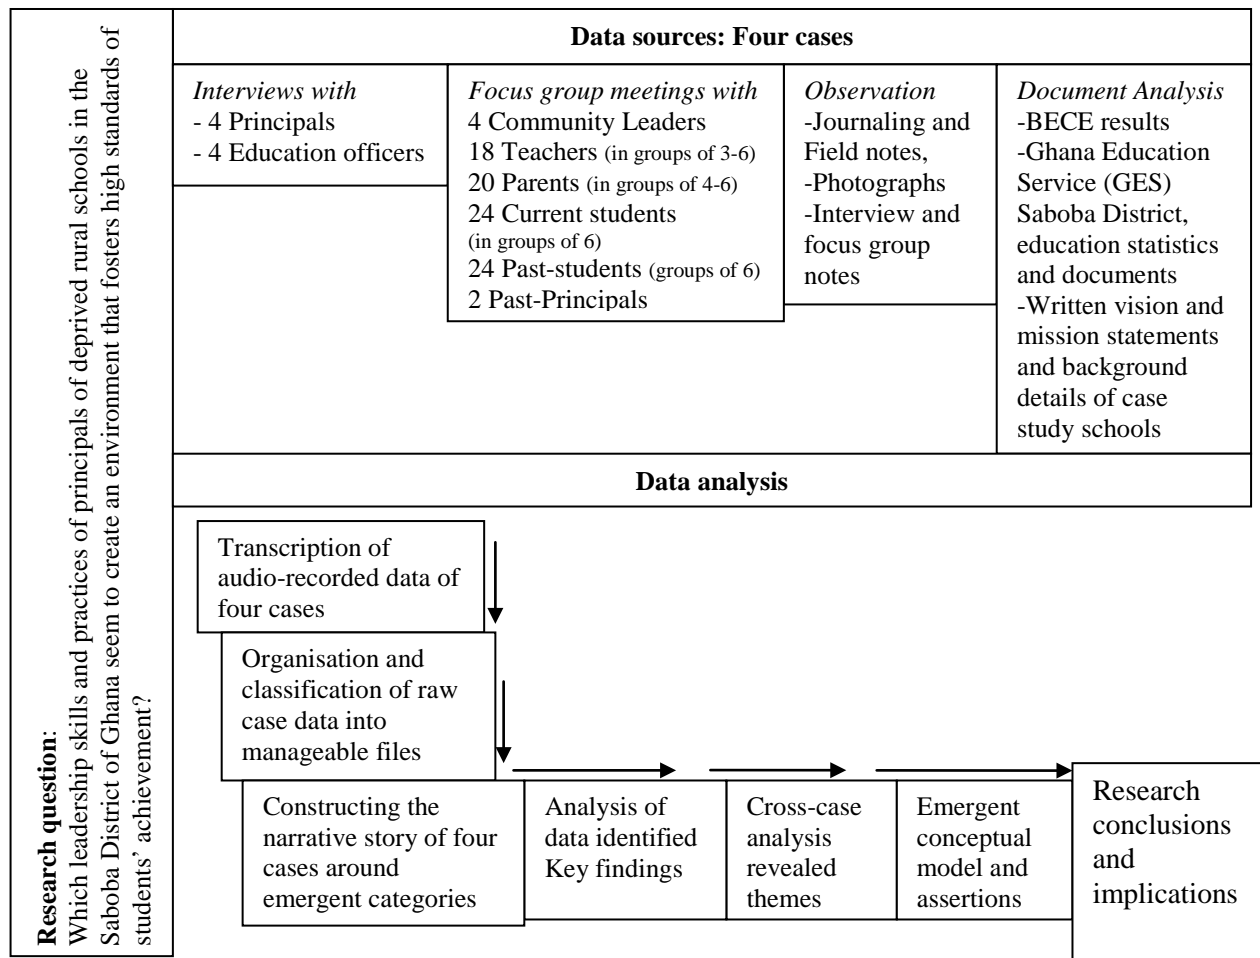 Research question:
Which leadership skills and practices of principals of deprived rural schools in the
Saboba District of Ghana seem to create an environment that fosters high standards of
students' achievement?
Data sources: Four cases
Interviews with
- 4 Principals
- 4 Education officers
Focus group meetings with
4 Community Leaders
18 Teachers (in groups of 3-6)
20 Parents (in groups of 4-6)
24 Current students
(in groups of 6)
24 Past-students (groups of 6)
2 Past-Principals
Observation
-Journaling and
Field notes,
-Photographs
-Interview and
focus group
notes
Document Analysis
-BECE results
-Ghana Education
Service (GES)
Saboba District,
education statistics
and documents
-Written vision and
mission statements
and background
details of case
study schools
Data analysis
Transcription of
audio-recorded data of
four cases
Organisation and
classification of raw
case data into
manageable files
Constructing the
narrative story of four
cases around
emergent categories
Analysis of
data identified
Key findings
Cross-case
analysis
revealed
themes
Emergent
conceptual
model and
assertions
Research
conclusions
and
implications